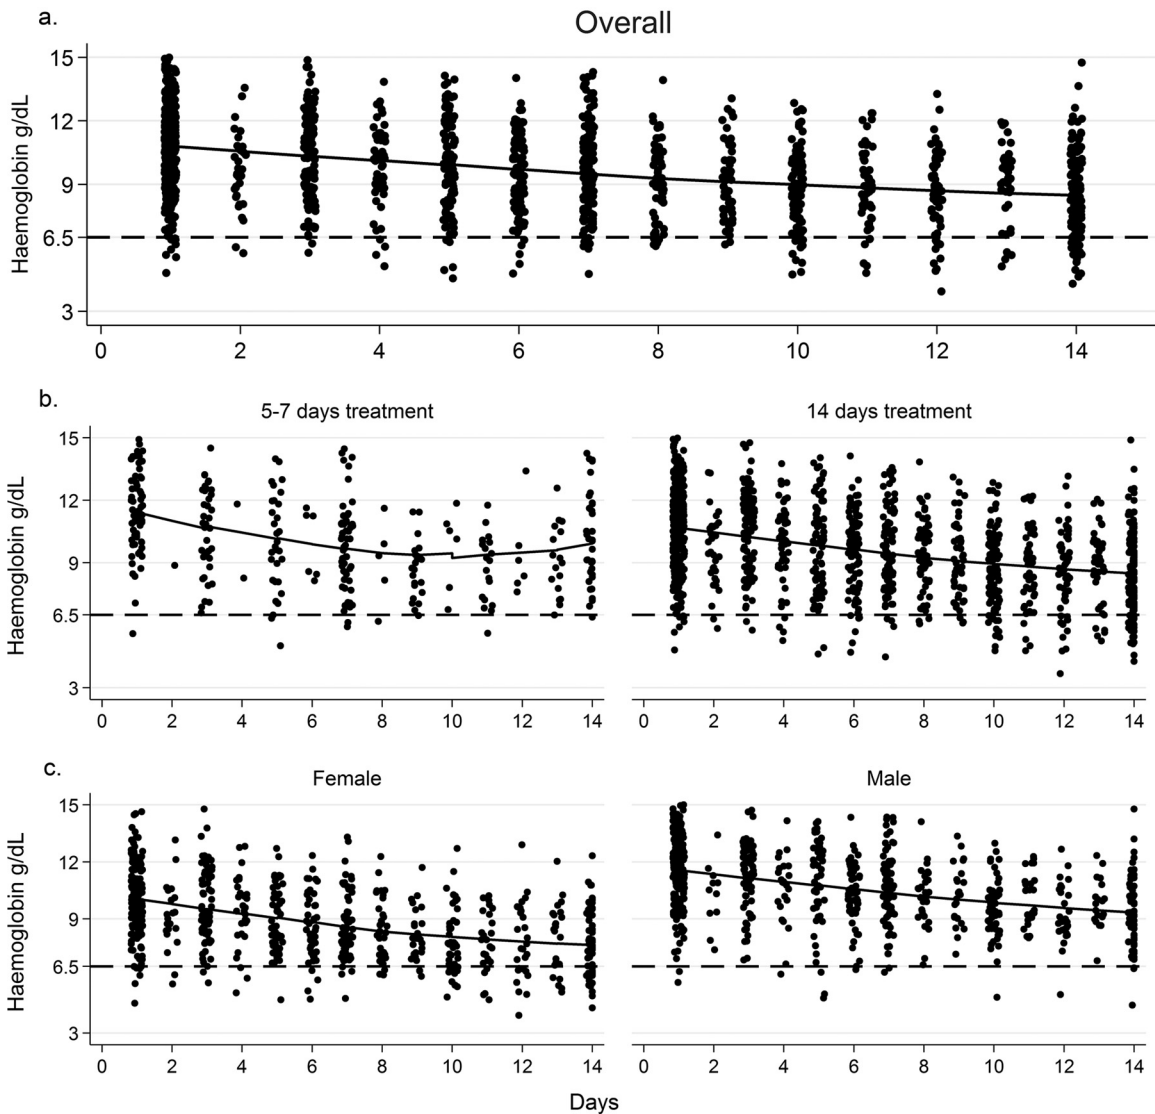 a.
Overall
Haemoglobin g/dL
15
12
9
6.5
3
0 2 4 6 8 10 12 14
b.
5-7 days treatment
14 days treatment
Haemoglobin g/dL
15
12
9
6.5
3
0 2 4 6 8 10 12 14
0 2 4 6 8 10 12 14
c.
Female
Male
Haemoglobin g/dL
15
12
9
6.5
3
0 2 4 6 8 10 12 14
0 2 4 6 8 10 12 14
Days